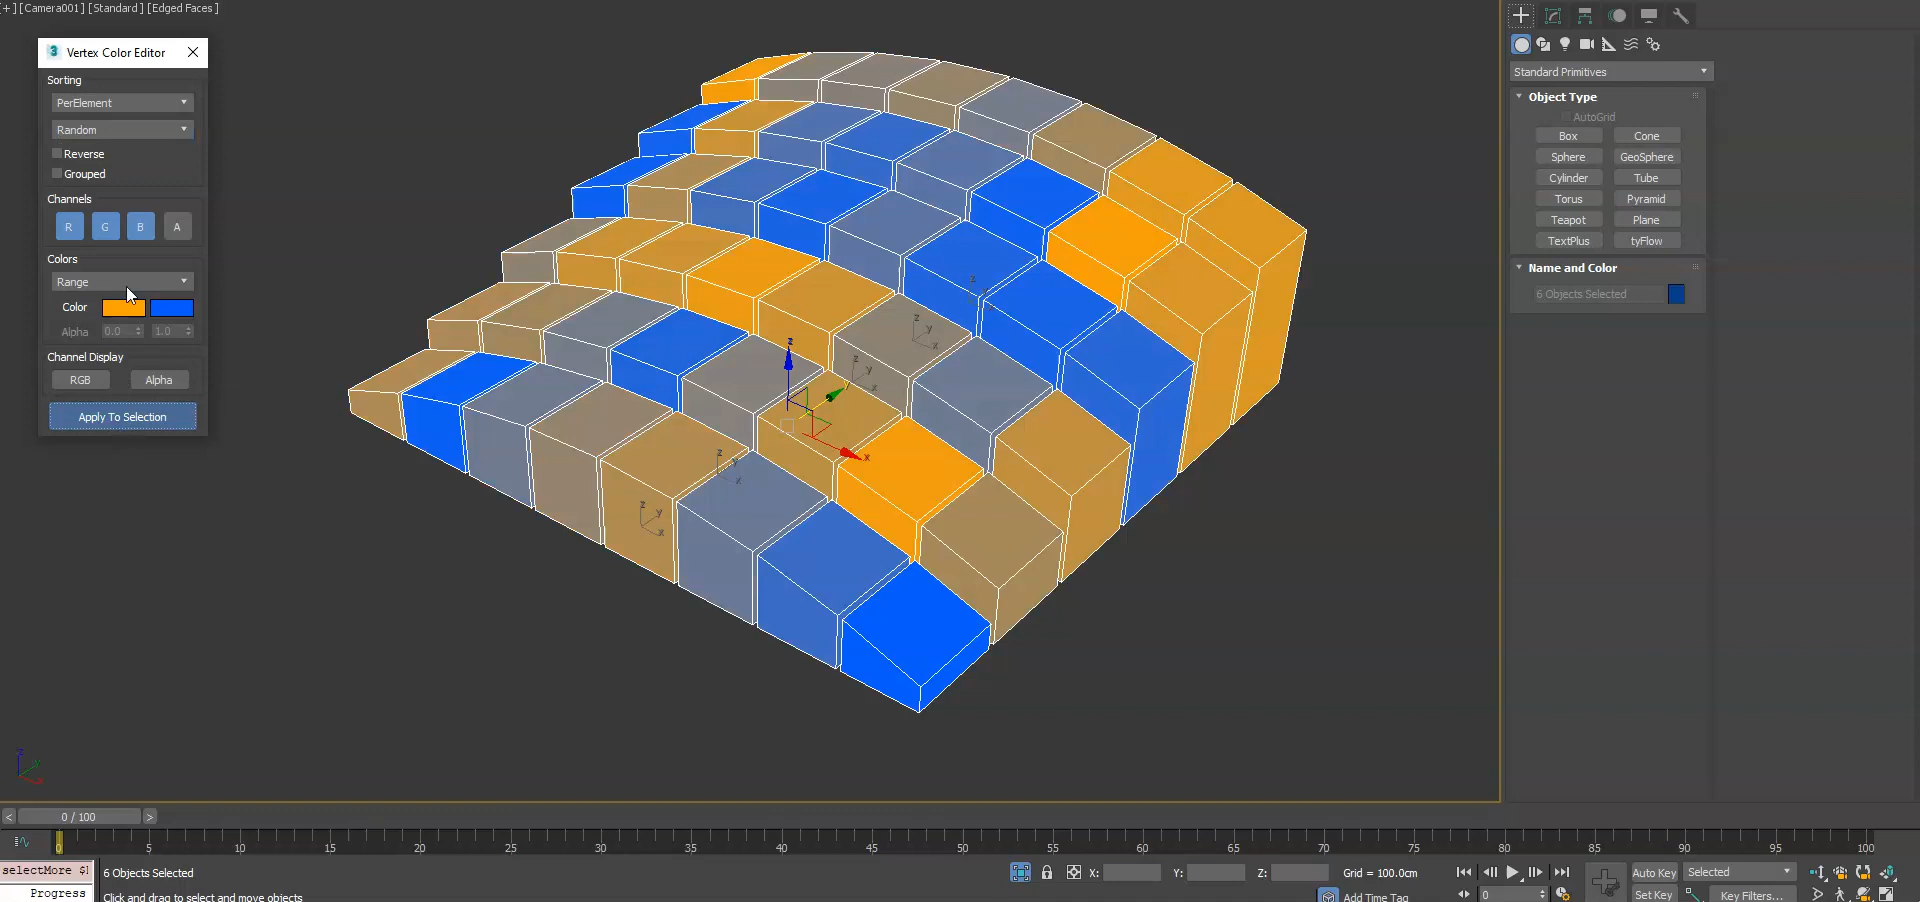 [+] [Camera001] [Standard] [Edged Faces]
3 Vertex Color Editor
Sorting
PerElement
Random
Reverse
Grouped
Channels
R G B A
Colors
Range
Color
Alpha 0.0 1.0
Channel Display
RGB Alpha
Apply To Selection
Standard Primitives
Object Type
AutoGrid
Box Cone
Sphere GeoSphere
Cylinder Tube
Torus Pyramid
Teapot Plane
TextPlus tyFlow
Name and Color
6 Objects Selected
z
y
x
z
y
x
z
y
x
z
y
x
z
y
x
< 0 / 100 >
0 5 10 15 20 25 30 35 40 45 50 55 60 65 70 75 80 85 90 95 100
selectMore $
Progress
6 Objects Selected
Click and drag to select and move objects
X: Y: Z: Grid = 100.0cm
Add Time Tag
Auto Key Selected
0
Set Key Key Filters...